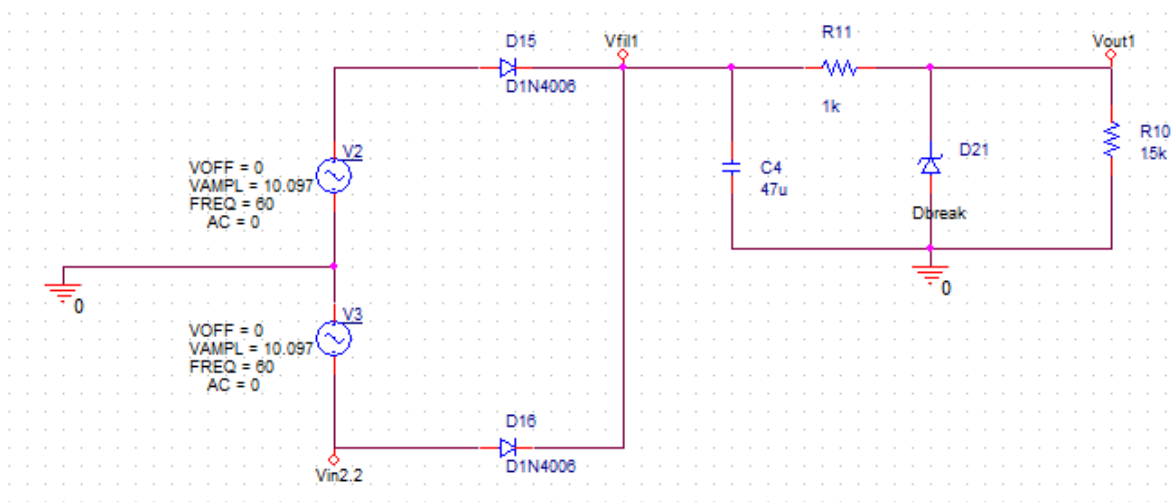 D15
D1N4006
Vfil1
R11
1k
Vout1
V2
VOFF = 0
VAMPL = 10.097
FREQ = 60
AC = 0
C4
47u
D21
Dbreak
R10
15k
0
0
V3
VOFF = 0
VAMPL = 10.097
FREQ = 60
AC = 0
D16
D1N4006
Vin2.2